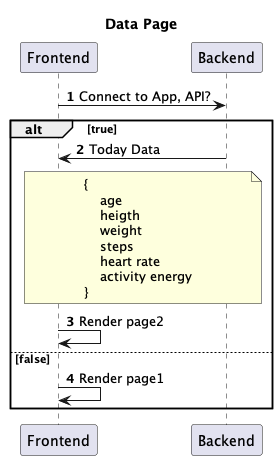 Data Page
Frontend Backend
1 Connect to App, API?
alt [true]
2 Today Data
{
age
heigth
weight
steps
heart rate
activity energy
}
3 Render page2
[false]
4 Render page1
Frontend Backend